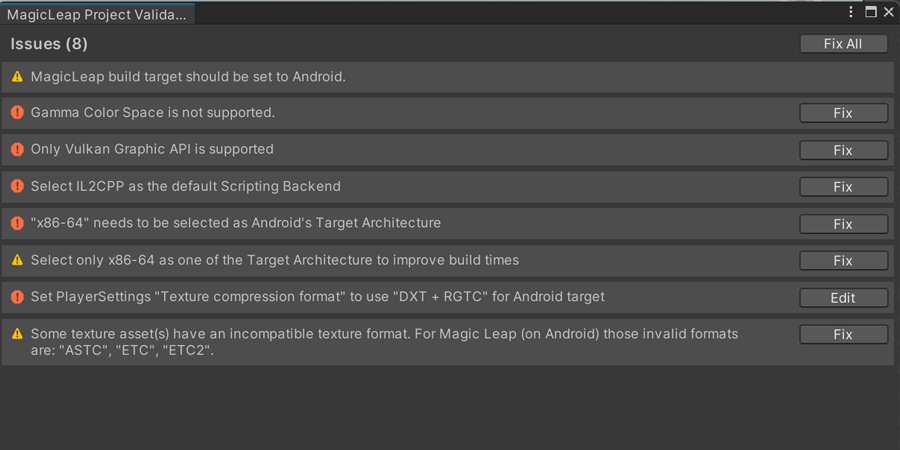 MagicLeap Project Valida...
Issues (8)
Fix All
MagicLeap build target should be set to Android.
Gamma Color Space is not supported.
Fix
Only Vulkan Graphic API is supported
Fix
Select IL2CPP as the default Scripting Backend
Fix
"x86-64" needs to be selected as Android's Target Architecture
Fix
Select only x86-64 as one of the Target Architecture to improve build times
Fix
Set PlayerSettings "Texture compression format" to use "DXT + RGTC" for Android target
Edit
Some texture asset(s) have an incompatible texture format. For Magic Leap (on Android) those invalid formats
are: "ASTC", "ETC", "ETC2".
Fix